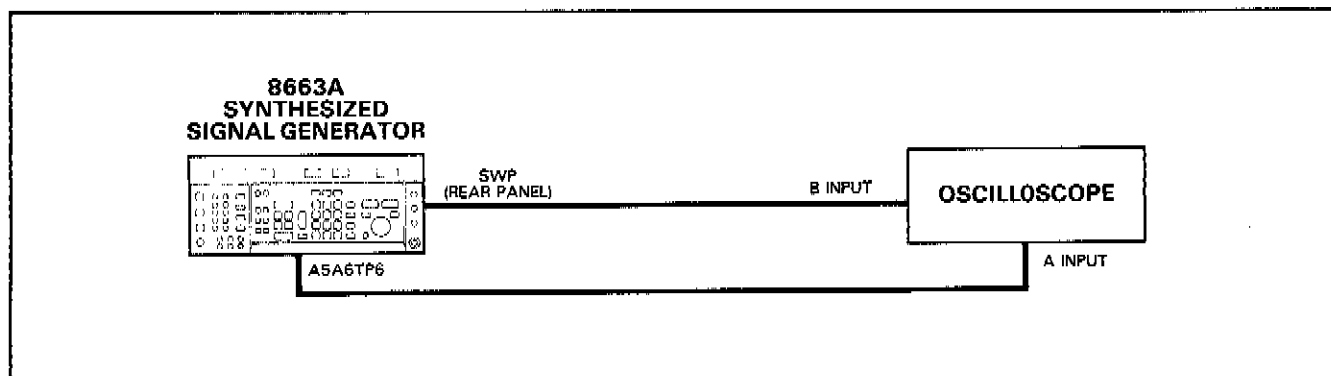 8663A
SYNTHESIZED
SIGNAL GENERATOR
SWP
(REAR PANEL)
B INPUT
OSCILLOSCOPE
A5A6TP6
A INPUT